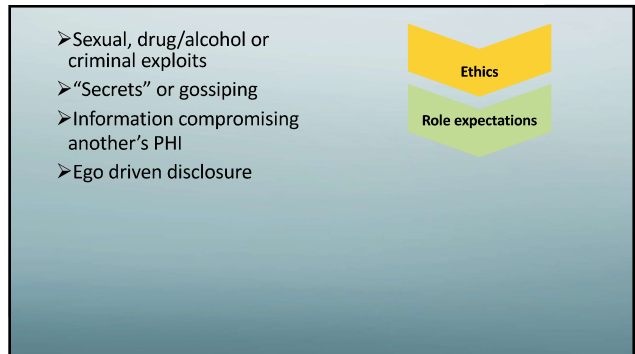 ➢Sexual, drug/alcohol or
criminal exploits
➢“Secrets” or gossiping
➢Information compromising
another’s PHI
➢Ego driven disclosure
Ethics
Role expectations